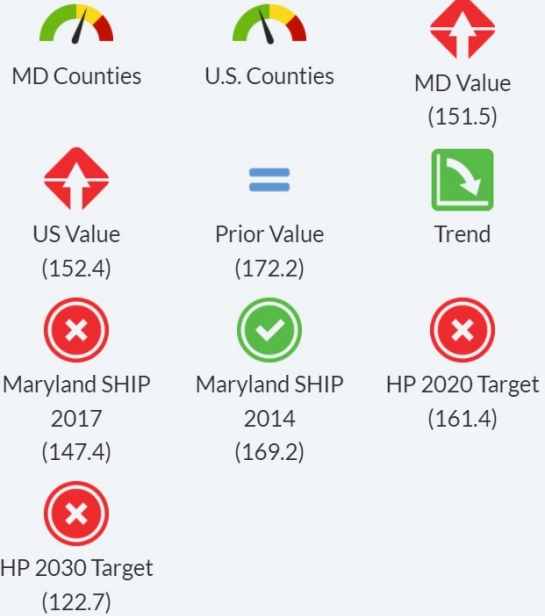 MD Counties
U.S. Counties
MD Value
(151.5)
US Value
(152.4)
Prior Value
(172.2)
Trend
Maryland SHIP
2017
(147.4)
Maryland SHIP
2014
(169.2)
HP 2020 Target
(161.4)
HP 2030 Target
(122.7)